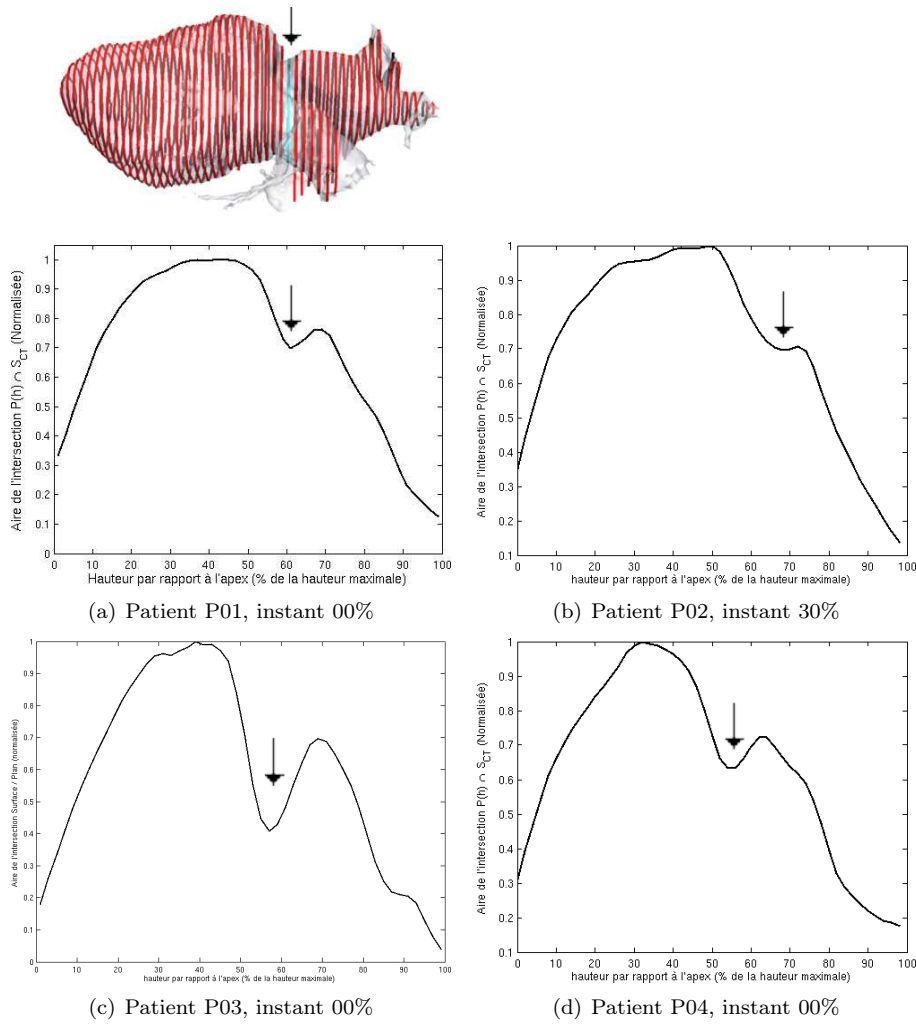 1
0.9
0.8
0.7
0.6
0.5
0.4
0.3
0.2
0.1
0
Aire de l'intersection P(h) ∩ S_CT (Normalisée)
0 10 20 30 40 50 60 70 80 90 100
Hauteur par rapport à l'apex (% de la hauteur maximale)
(a) Patient P01, instant 00%
1
0.9
0.8
0.7
0.6
0.5
0.4
0.3
0.2
0.1
Aire de l'intersection P(h) ∩ S_CT (Normalisée)
0 10 20 30 40 50 60 70 80 90 100
hauteur par rapport à l'apex (% de la hauteur maximale)
(b) Patient P02, instant 30%
1
0.9
0.8
0.7
0.6
0.5
0.4
0.3
0.2
0.1
0
Aire de l'intersection Surface / Plan (normalisée)
0 10 20 30 40 50 60 70 80 90 100
hauteur par rapport à l'apex (% de la hauteur maximale)
(c) Patient P03, instant 00%
1
0.9
0.8
0.7
0.6
0.5
0.4
0.3
0.2
0.1
Aire de l'intersection P(h) ∩ S_CT (Normalisée)
0 10 20 30 40 50 60 70 80 90 100
hauteur par rapport à l'apex (% de la hauteur maximale)
(d) Patient P04, instant 00%